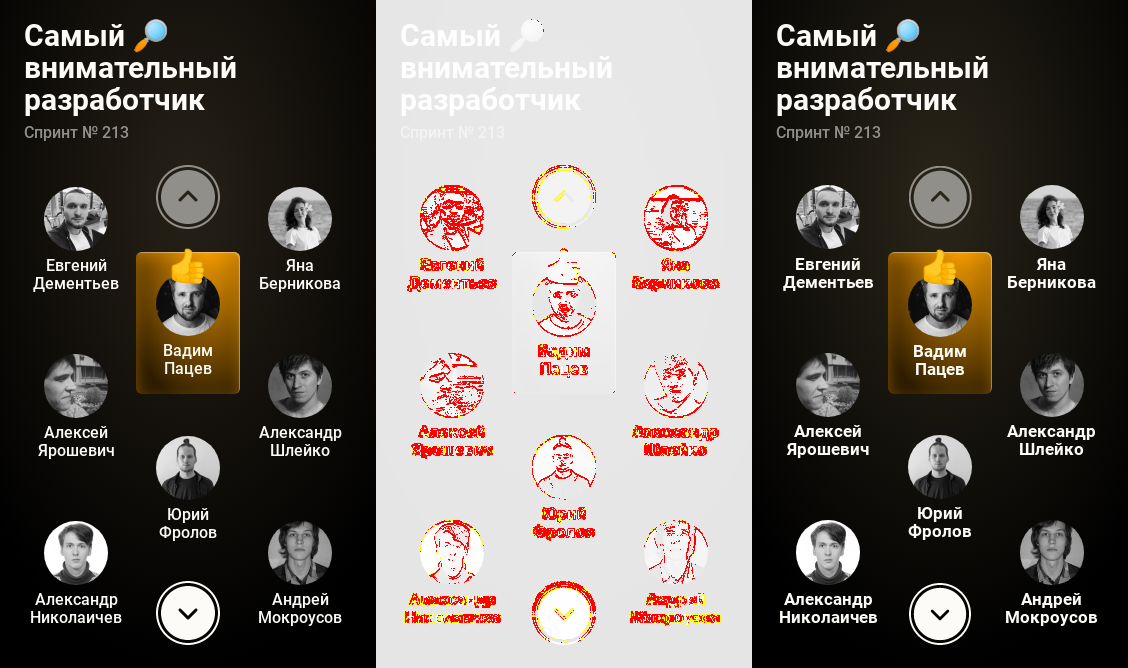 Самый 🔎
внимательный
разработчик
Спринт № 213
Евгений
Дементьев
Яна
Берникова
Вадим
Пацев
Алексей
Ярошевич
Александр
Шлейко
Юрий
Фролов
Александр
Николаичев
Андрей
Мокроусов
Самый
внимательный
разработчик
Спринт № 213
Евгений
Дементьев
Яна
Берникова
Вадим
Пацев
Алексей
Ярошевич
Александр
Шлейко
Юрий
Фролов
Александр
Николаичев
Андрей
Мокроусов
Самый 🔎
внимательный
разработчик
Спринт № 213
Евгений
Дементьев
Яна
Берникова
Вадим
Пацев
Алексей
Ярошевич
Александр
Шлейко
Юрий
Фролов
Александр
Николаичев
Андрей
Мокроусов